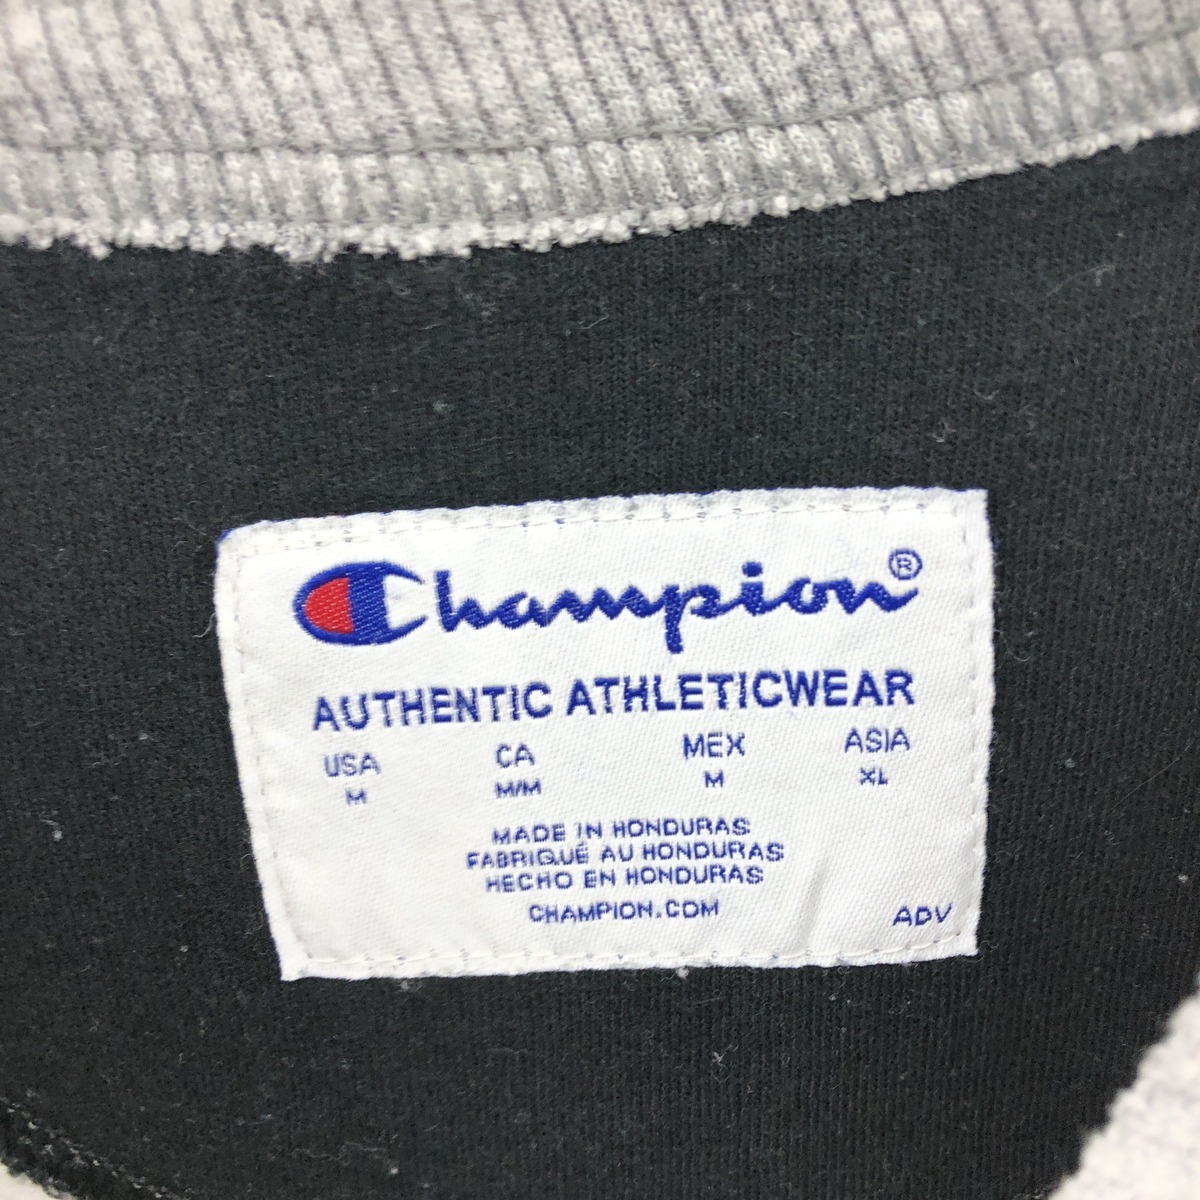 Champion®
AUTHENTIC ATHLETICWEAR
USA CA MEX ASIA
M M/M M XL
MADE IN HONDURAS
FABRIQUÉ AU HONDURAS
HECHO EN HONDURAS
CHAMPION.COM
ADV